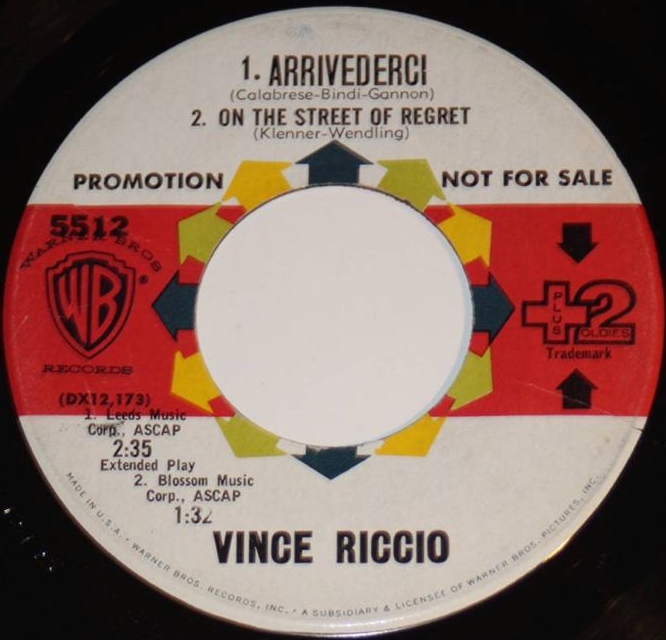 1. ARRIVEDERCI
(Calabrese-Bindi-Gannon)
2. ON THE STREET OF REGRET
(Klenner-Wendling)
PROMOTION NOT FOR SALE
5512
WARNER BROS
WB
®
RECORDS
PLUS 2
OLDIES
Trademark
(DX12,173)
1. Leeds Music
Corp., ASCAP
2:35
Extended Play
2. Blossom Music
Corp., ASCAP
1:32
VINCE RICCIO
MADE IN U.S.A. • WARNER BROS. RECORDS, INC. • A SUBSIDIARY & LICENSEE OF WARNER BROS. PICTURES, INC.